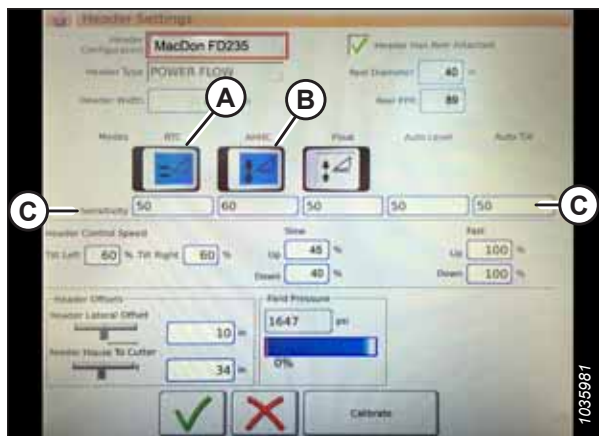 Header Settings
Header Configuration MacDon FD235
Header Has Reel Attached
Header Type POWER FLOW
Reel Diameter 40 in
Header Width
Reel PPR 89
A
B
Modes RTC AHHC Float Auto Level Auto Tilt
C
Sensitivity 50 60 50 50 50
C
Header Control Speed
Slow
Fast
Tilt Left 60 % Tilt Right 60 %
Up 45 %
Up 100 %
Down 40 %
Down 100 %
Header Offsets
Header Lateral Offset
10 in
Feeder House To Cutter
34 in
Field Pressure
1647 psi
0%
Calibrate
1035981